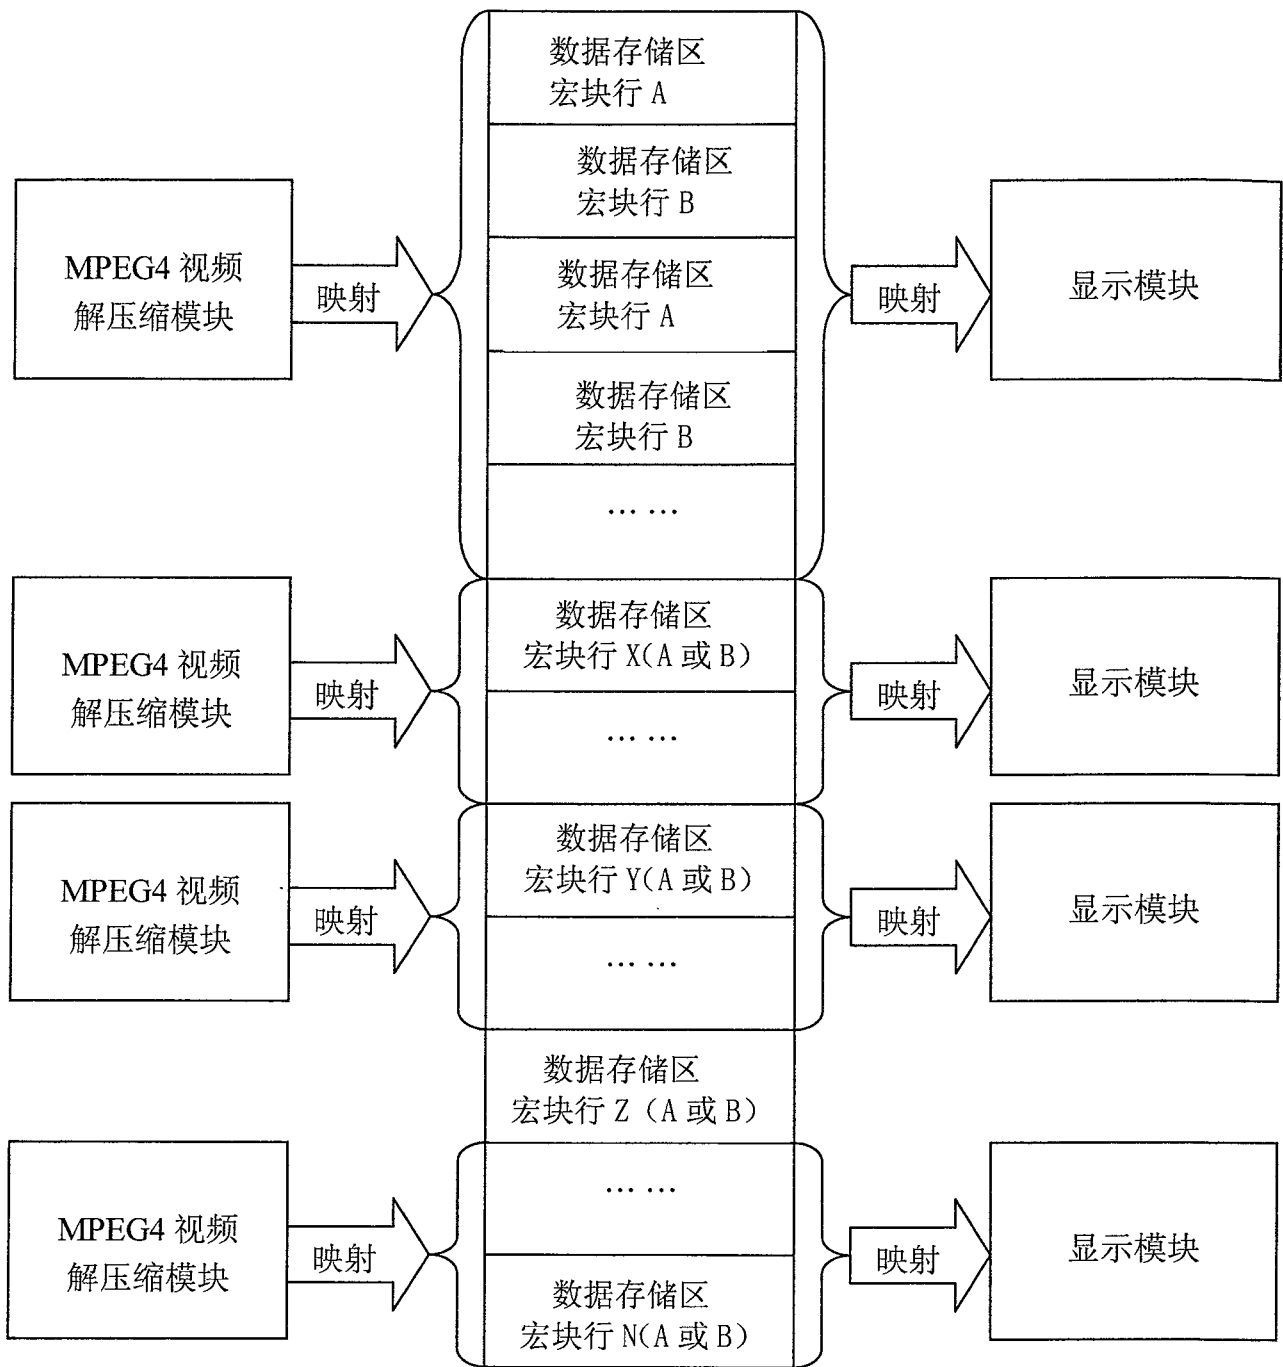 数据存储区
宏块行 A
数据存储区
宏块行 B
MPEG4 视频
解压缩模块
映射
数据存储区
宏块行 A
映射
显示模块
数据存储区
宏块行 B
… …
MPEG4 视频
解压缩模块
映射
数据存储区
宏块行 X(A 或 B)
… …
映射
显示模块
MPEG4 视频
解压缩模块
映射
数据存储区
宏块行 Y(A 或 B)
… …
映射
显示模块
数据存储区
宏块行 Z (A 或 B)
MPEG4 视频
解压缩模块
映射
… …
数据存储区
宏块行 N(A 或 B)
映射
显示模块